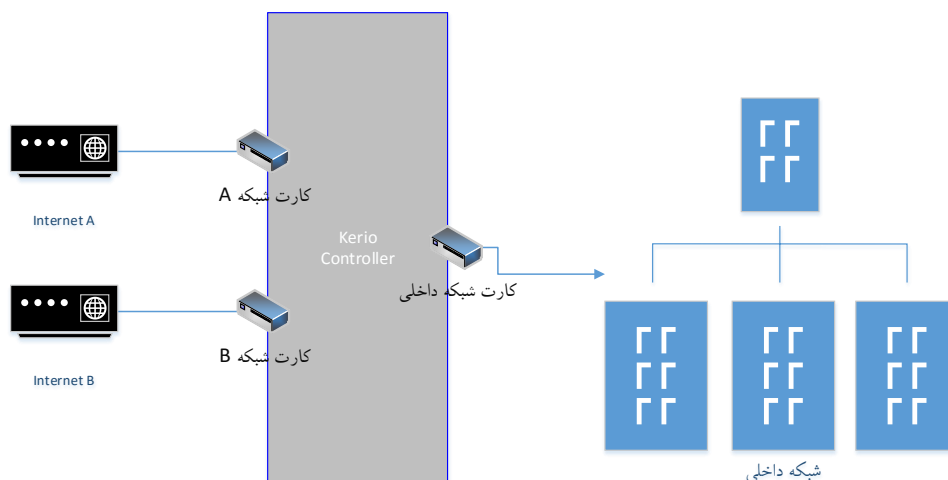 Internet A
کارت شبکه A
Kerio
Controller
کارت شبکه داخلی
Internet B
کارت شبکه B
شبکه داخلی